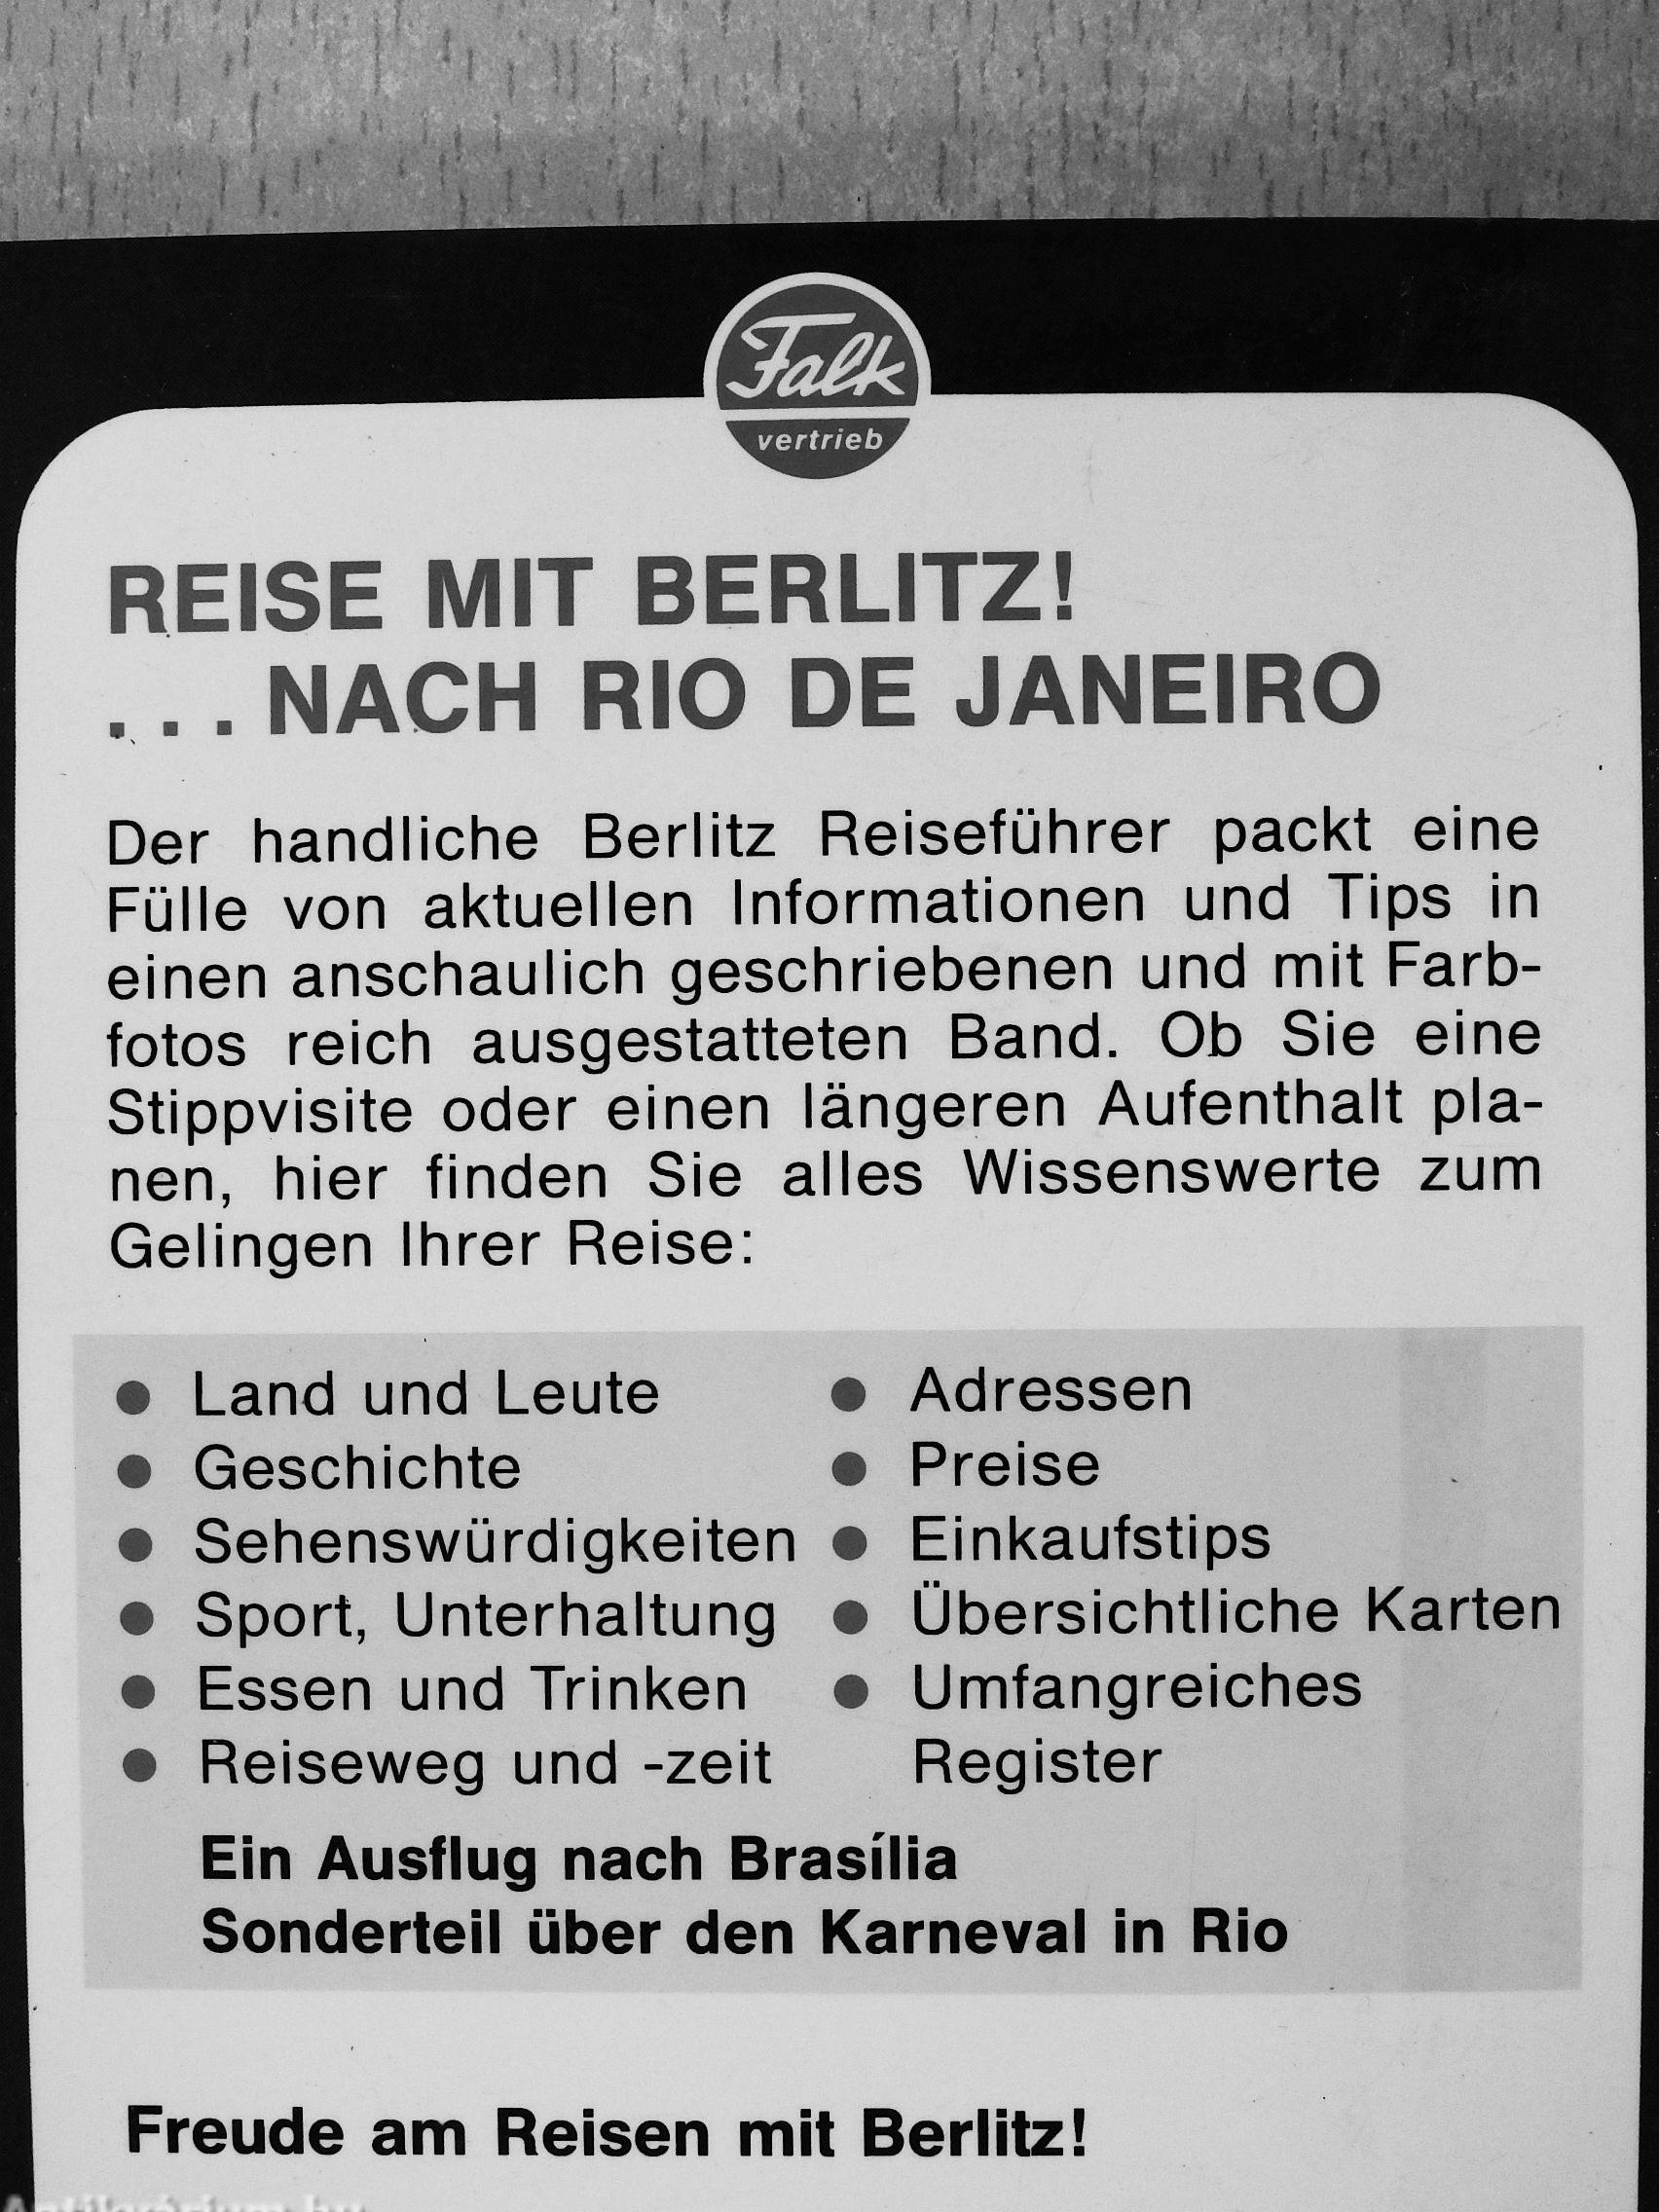 Falk
vertrieb
REISE MIT BERLITZ!
... NACH RIO DE JANEIRO
Der handliche Berlitz Reiseführer packt eine
Fülle von aktuellen Informationen und Tips in
einen anschaulich geschriebenen und mit Farb-
fotos reich ausgestatteten Band. Ob Sie eine
Stippvisite oder einen längeren Aufenthalt pla-
nen, hier finden Sie alles Wissenswerte zum
Gelingen Ihrer Reise:
● Land und Leute
● Geschichte
● Sehenswürdigkeiten
● Sport, Unterhaltung
● Essen und Trinken
● Reiseweg und -zeit
● Adressen
● Preise
● Einkaufstips
● Übersichtliche Karten
● Umfangreiches
Register
Ein Ausflug nach Brasília
Sonderteil über den Karneval in Rio
Freude am Reisen mit Berlitz!